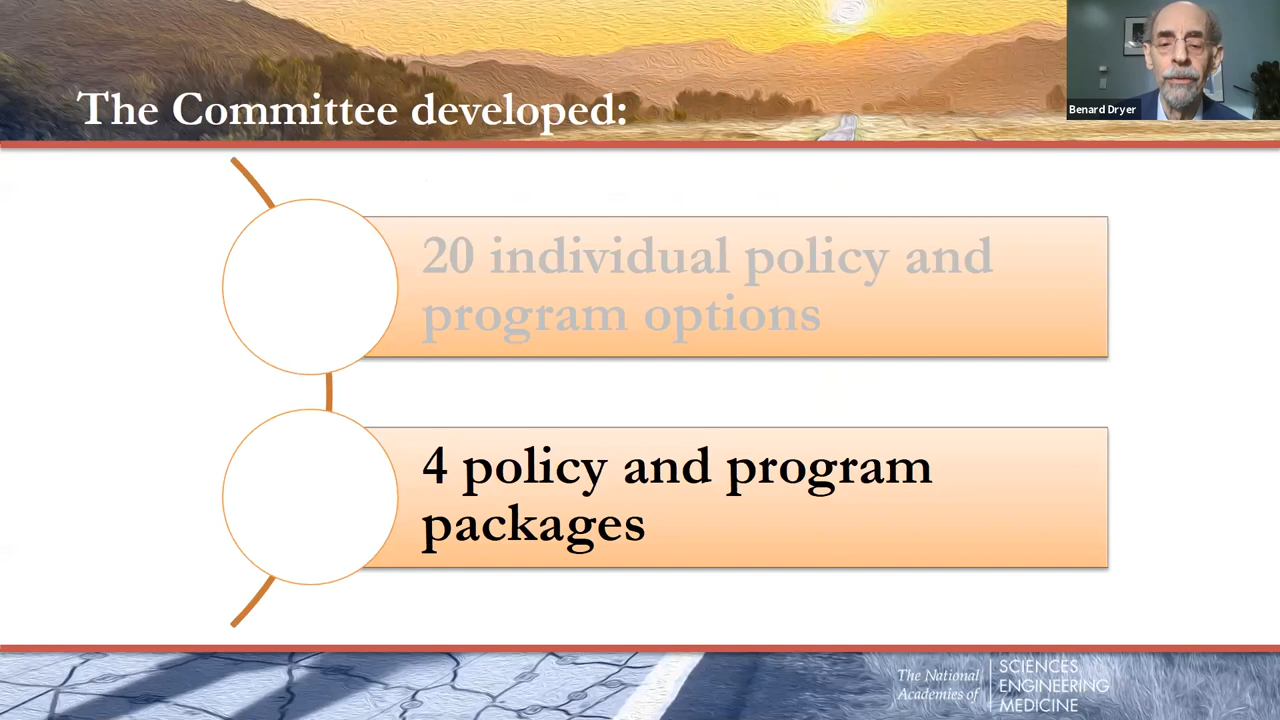 The Committee developed:
Benard Dryer
20 individual policy and
program options
4 policy and program
packages
The National
Academies of
SCIENCES
ENGINEERING
MEDICINE